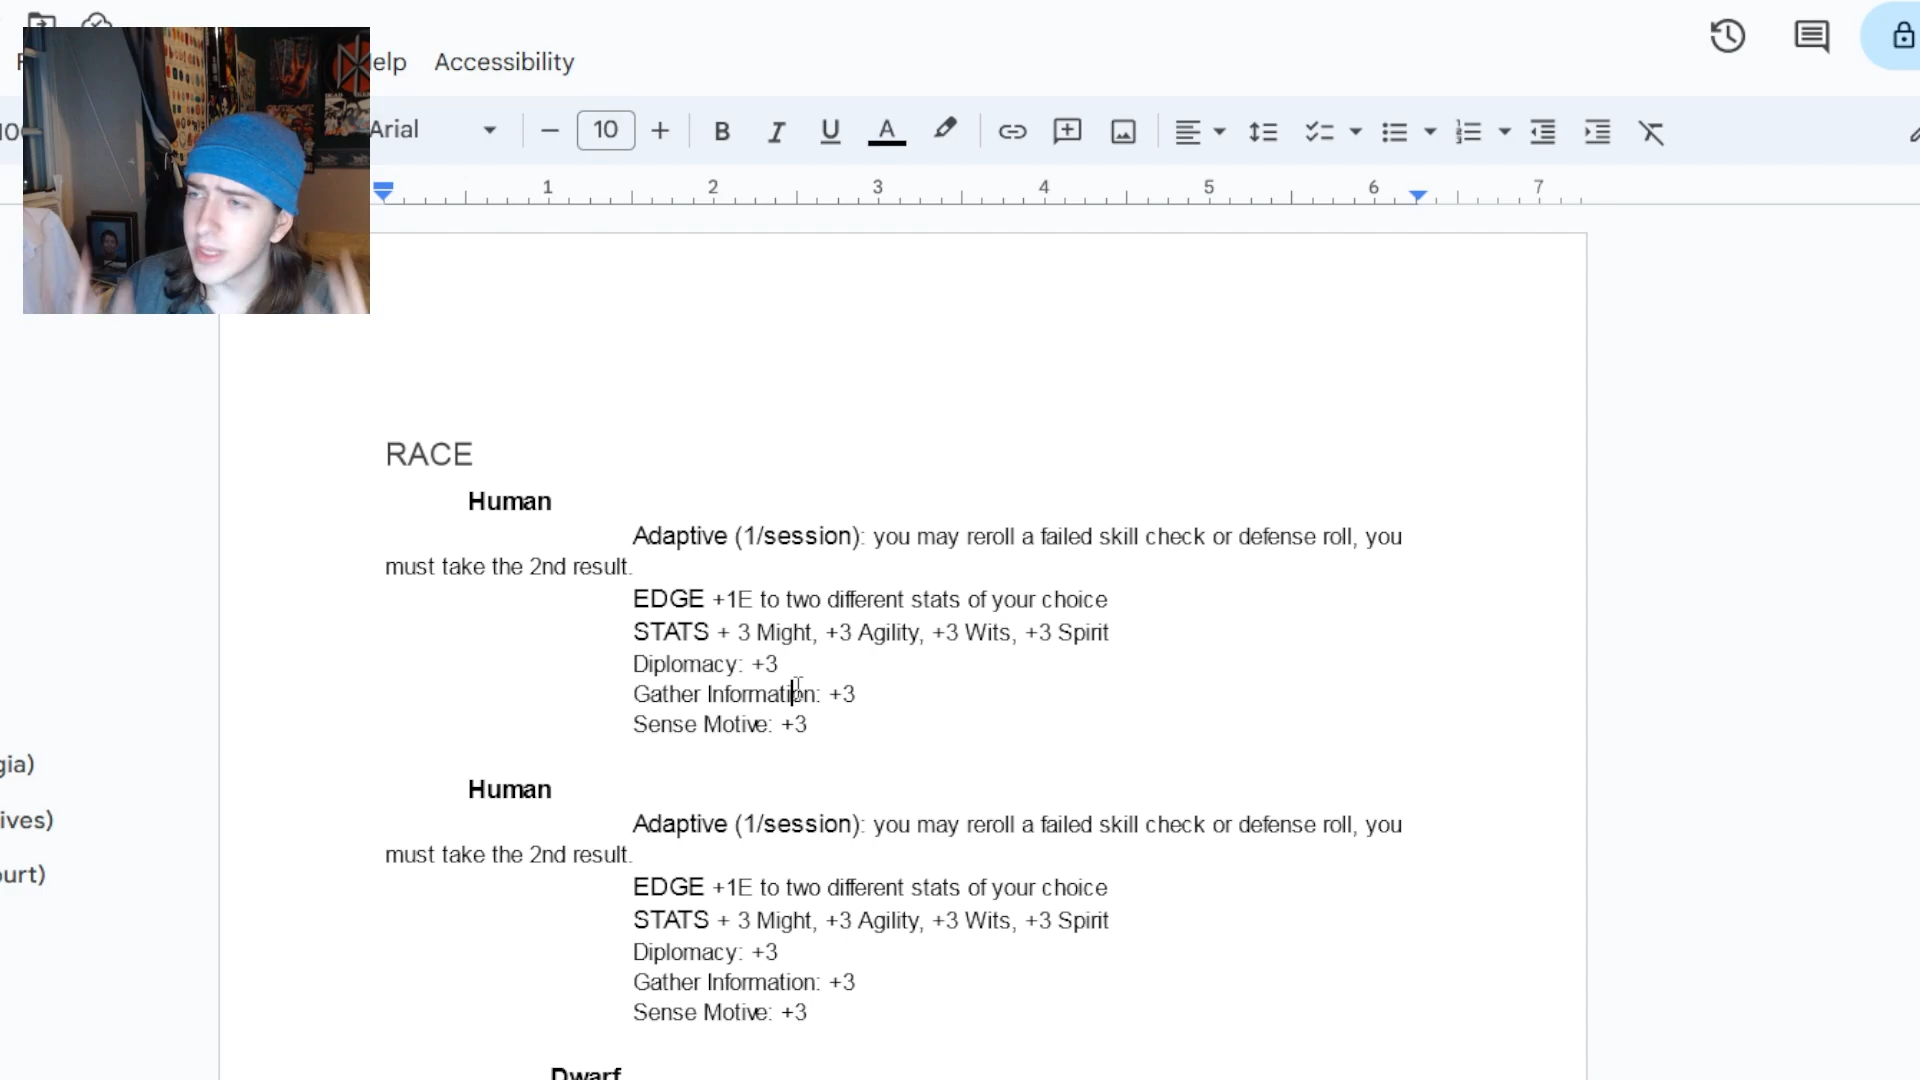 elp Accessibility
Arial 10
1 2 3 4 5 6 7
RACE
Human
Adaptive (1/session): you may reroll a failed skill check or defense roll, you
must take the 2nd result.
EDGE +1E to two different stats of your choice
STATS + 3 Might, +3 Agility, +3 Wits, +3 Spirit
Diplomacy: +3
Gather Information: +3
Sense Motive: +3
gia)
Human
ives)
Adaptive (1/session): you may reroll a failed skill check or defense roll, you
must take the 2nd result.
ourt)
EDGE +1E to two different stats of your choice
STATS + 3 Might, +3 Agility, +3 Wits, +3 Spirit
Diplomacy: +3
Gather Information: +3
Sense Motive: +3
Dwarf